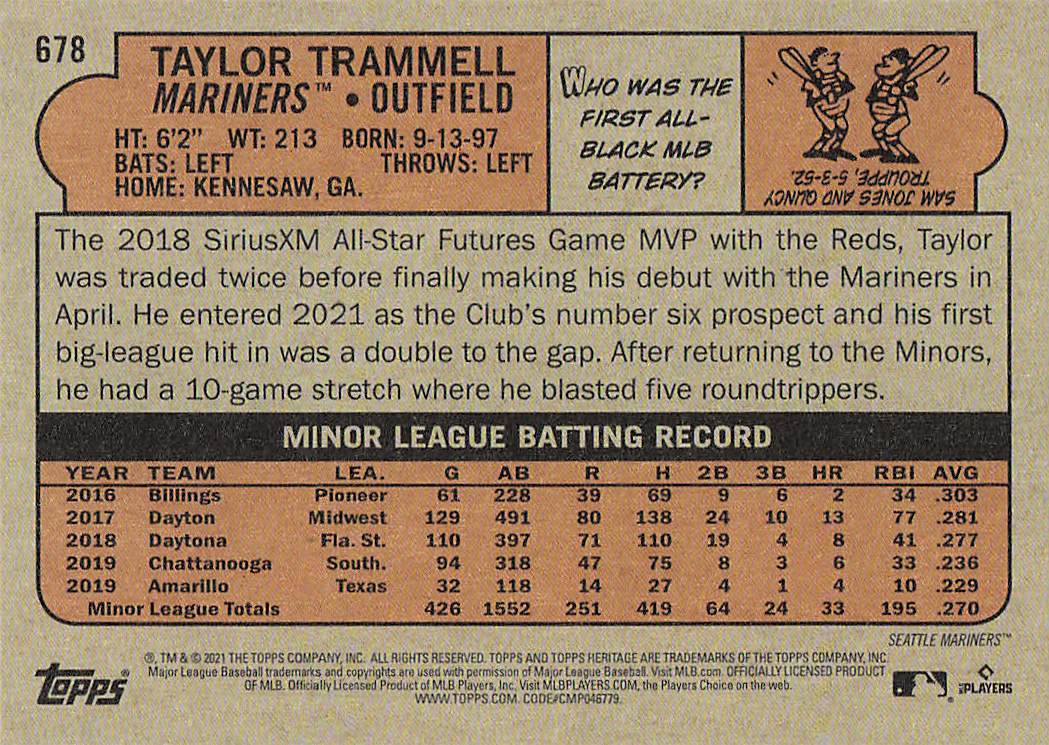 678
TAYLOR TRAMMELL
MARINERS™ • OUTFIELD
HT: 6'2" WT: 213 BORN: 9-13-97
BATS: LEFT THROWS: LEFT
HOME: KENNESAW, GA.
WHO WAS THE
FIRST ALL-
BLACK MLB
BATTERY?
SAM JONES AND QUINCY
TROUPPE, 5-3-52.
The 2018 SiriusXM All-Star Futures Game MVP with the Reds, Taylor
was traded twice before finally making his debut with the Mariners in
April. He entered 2021 as the Club's number six prospect and his first
big-league hit in was a double to the gap. After returning to the Minors,
he had a 10-game stretch where he blasted five roundtrippers.
MINOR LEAGUE BATTING RECORD
YEAR TEAM LEA. G AB R H 2B 3B HR RBI AVG
2016 Billings Pioneer 61 228 39 69 9 6 2 34 .303
2017 Dayton Midwest 129 491 80 138 24 10 13 77 .281
2018 Daytona Fla. St. 110 397 71 110 19 4 8 41 .277
2019 Chattanooga South. 94 318 47 75 8 3 6 33 .236
2019 Amarillo Texas 32 118 14 27 4 1 4 10 .229
Minor League Totals 426 1552 251 419 64 24 33 195 .270
SEATTLE MARINERS™
®, TM & © 2021 THE TOPPS COMPANY, INC. ALL RIGHTS RESERVED. TOPPS AND TOPPS HERITAGE ARE TRADEMARKS OF THE TOPPS COMPANY, INC.
Major League Baseball trademarks and copyrights are used with permission of Major League Baseball. Visit MLB.com. OFFICIALLY LICENSED PRODUCT
OF MLB. Officially Licensed Product of MLB Players, Inc. Visit MLBPLAYERS.COM, the Players Choice on the web.
WWW.TOPPS.COM. CODE#CMP046779.
topps®
MLB PLAYERS